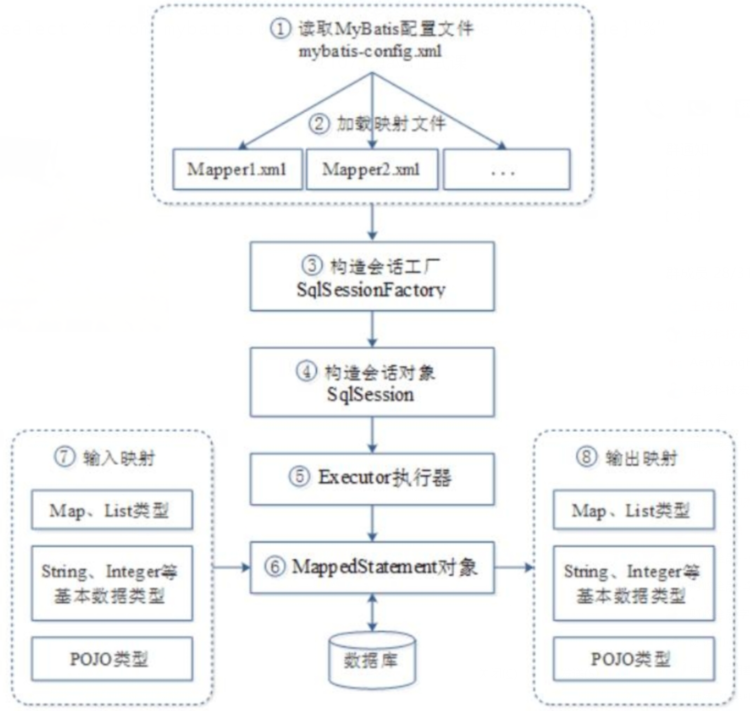 ① 读取MyBatis配置文件
mybatis-config.xml
② 加载映射文件
Mapper1.xml
Mapper2.xml
...
③ 构造会话工厂
SqlSessionFactory
④ 构造会话对象
SqlSession
⑤ Executor执行器
⑥ MappedStatement对象
数据库
⑦ 输入映射
Map、List类型
String、Integer等
基本数据类型
POJO类型
⑧ 输出映射
Map、List类型
String、Integer等
基本数据类型
POJO类型